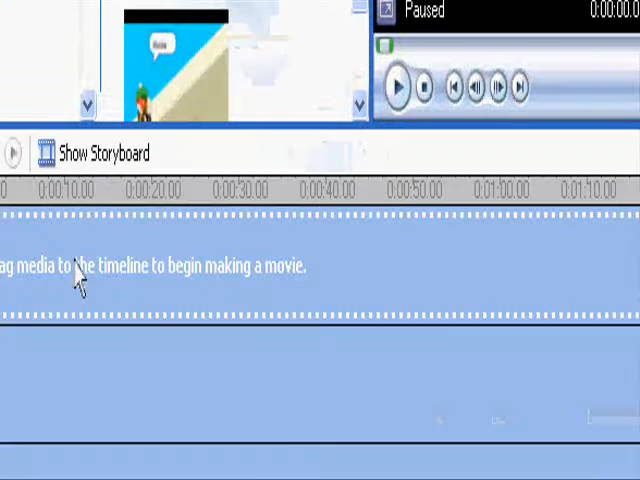 Paused
0:00:00.0
Show Storyboard
0 0:00:10.00 0:00:20.00 0:00:30.00 0:00:40.00 0:00:50.00 0:01:00.00 0:01:10.00
ag media to the timeline to begin making a movie.